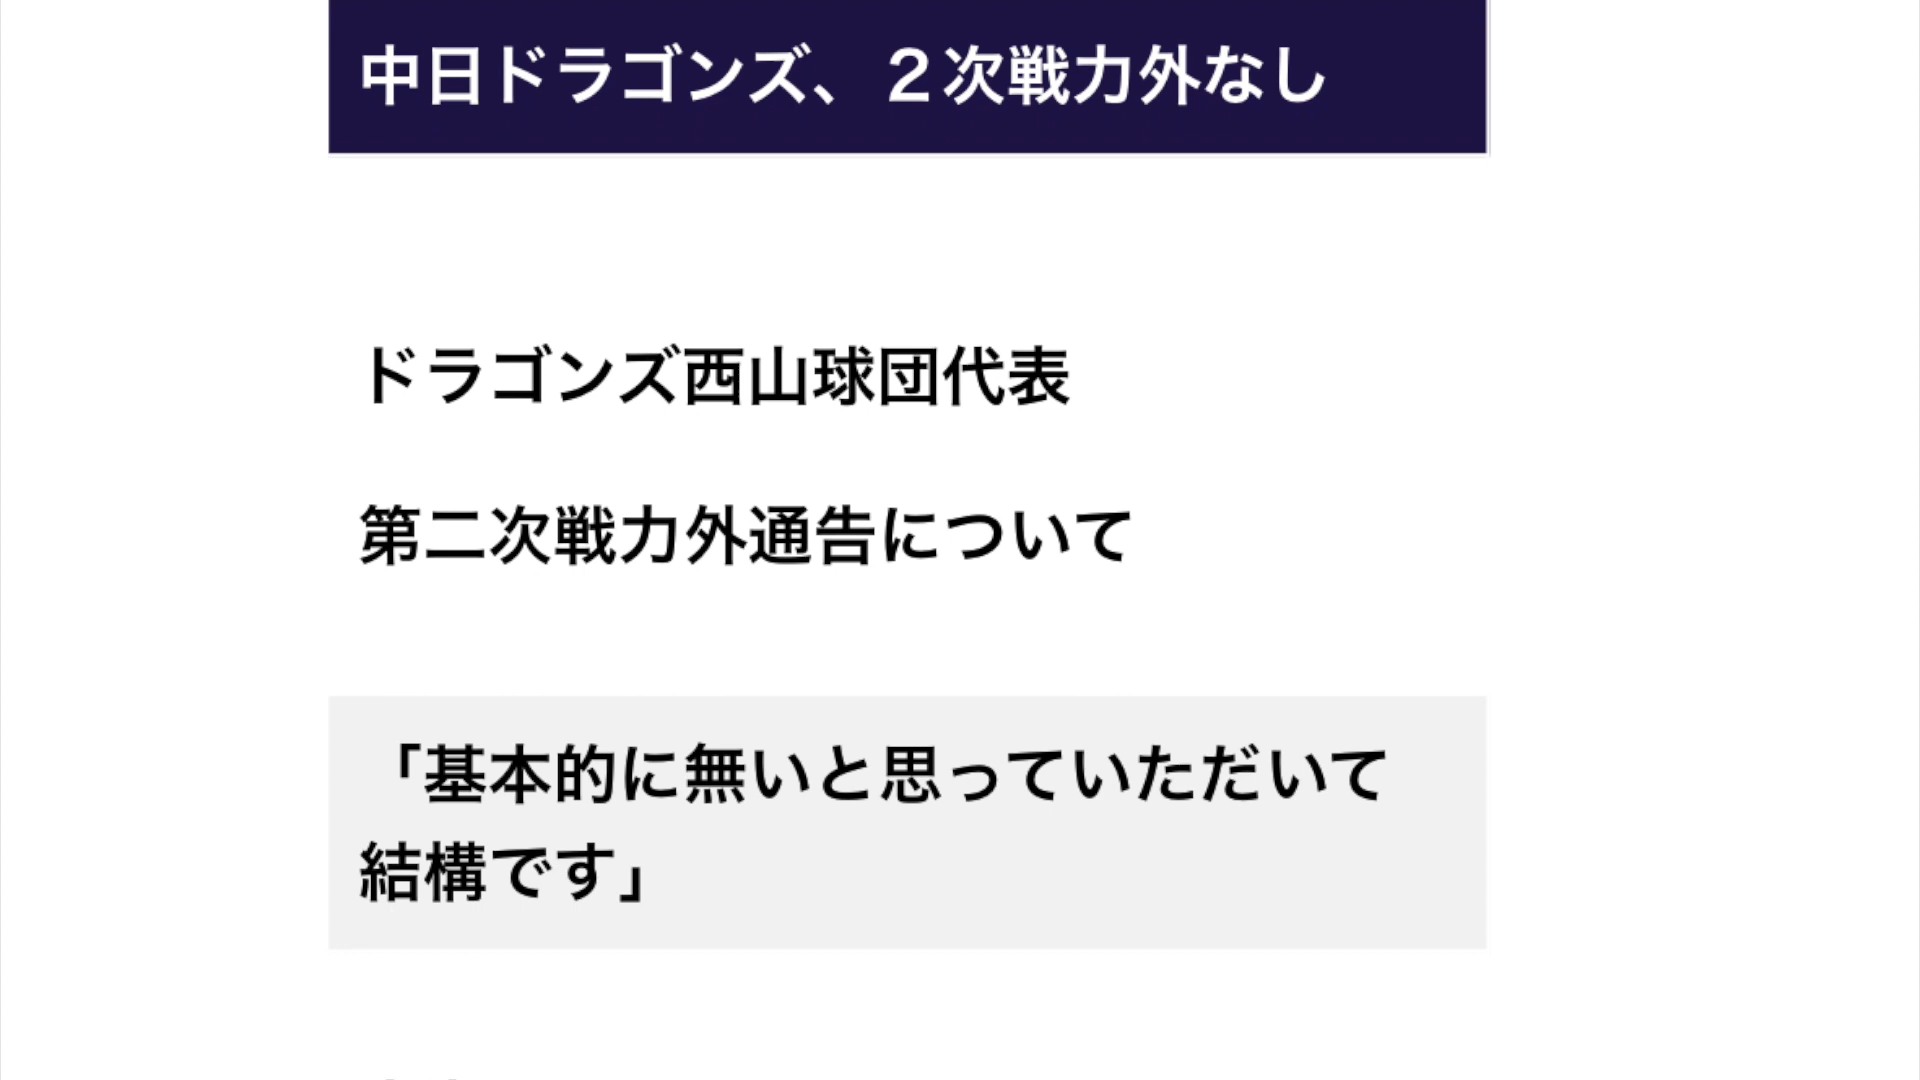 中日ドラゴンズ、２次戦力外なし
ドラゴンズ西山球団代表
第二次戦力外通告について
「基本的に無いと思っていただいて
結構です」